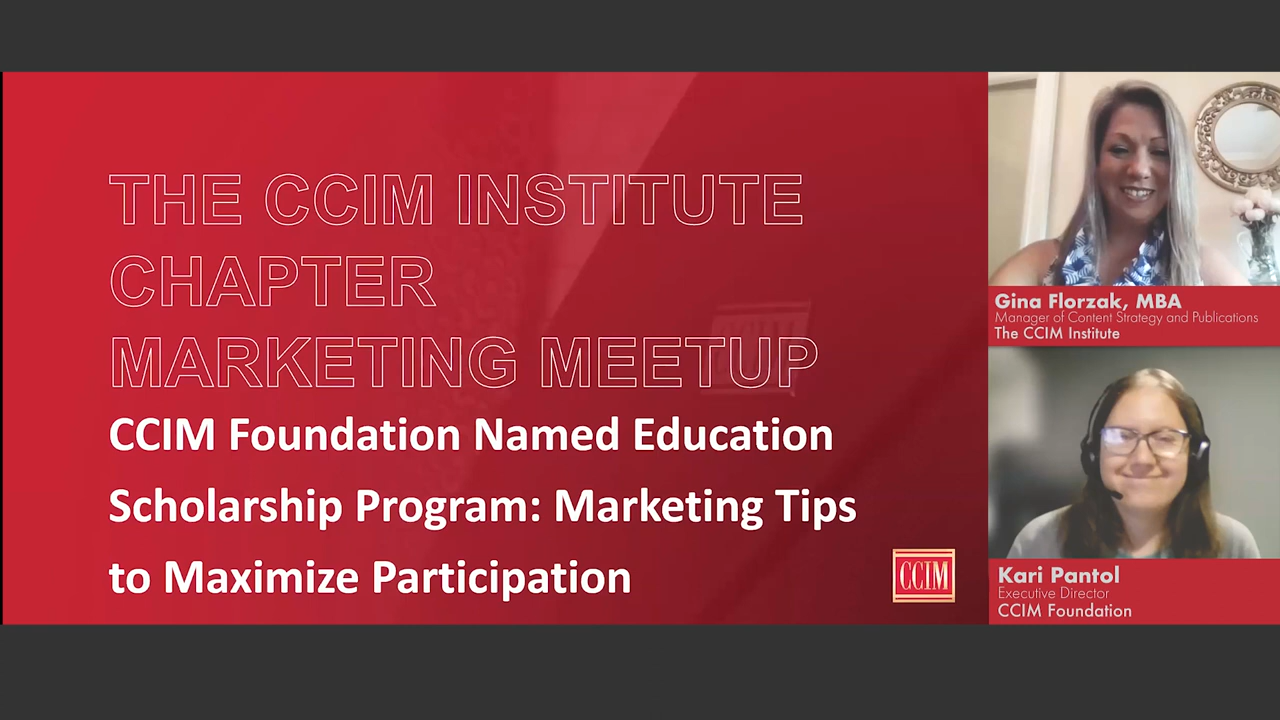 THE CCIM INSTITUTE
CHAPTER
MARKETING MEETUP
CCIM Foundation Named Education
Scholarship Program: Marketing Tips
to Maximize Participation
CCIM
Gina Florzak, MBA
Manager of Content Strategy and Publications
The CCIM Institute
Kari Pantol
Executive Director
CCIM Foundation